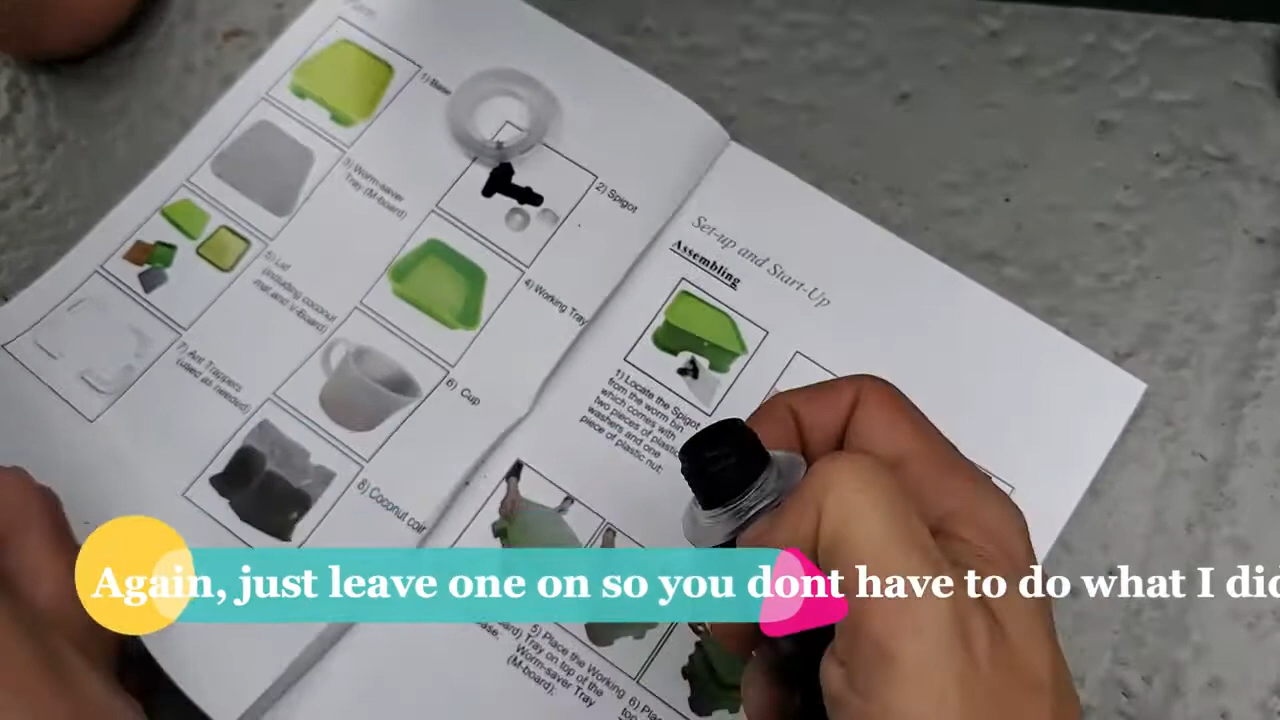 1) Base
2) Spigot
3) Worm-saver
Tray (M-board)
4) Working Tray
5) Lid
(including coconut
mat and V-Board)
6) Cup
7) Ant Trappers
(used as needed)
8) Coconut coir
Set-up and Start-Up
Assembling
1) Locate the Spigot
from the worm bin
which comes with
two pieces of plastic
washers and one
piece of plastic nut.
5) Place the Working
Tray on top of the
Worm-saver Tray
(M-board).
6)
Again, just leave one on so you dont have to do what I did